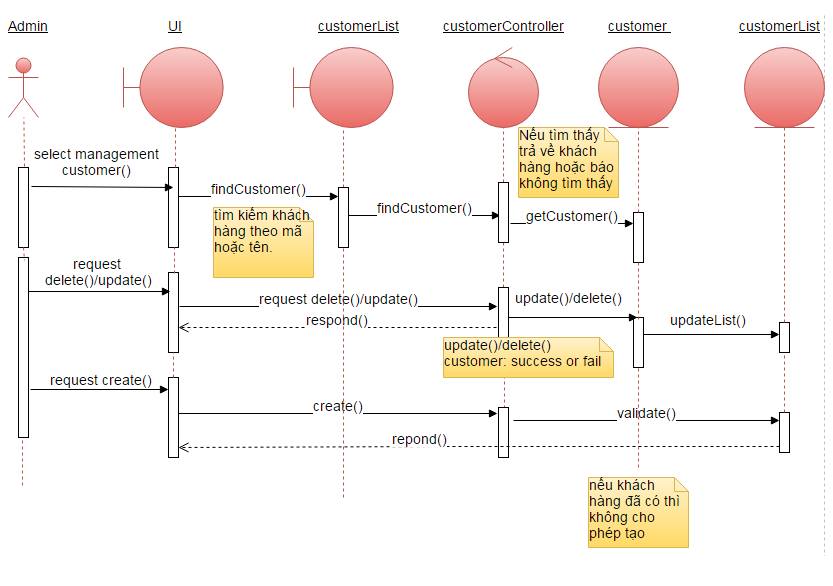 Admin
UI
customerList
customerController
customer
customerList
Nếu tìm thấy
trả về khách
hàng hoặc báo
không tìm thấy
select management
customer()
findCustomer()
findCustomer()
getCustomer()
tìm kiếm khách
hàng theo mã
hoặc tên.
request
delete()/update()
request delete()/update()
update()/delete()
respond()
updateList()
update()/delete()
customer: success or fail
request create()
create()
validate()
repond()
nếu khách
hàng đã có thì
không cho
phép tạo